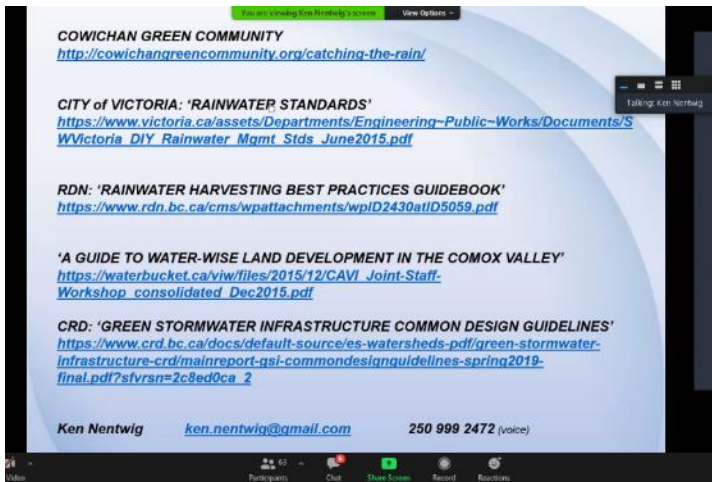 You are viewing Ken Nentwig's screen View Options
COWICHAN GREEN COMMUNITY
http://cowichangreencommunity.org/catching-the-rain/
Talking: Ken Nentwig
CITY of VICTORIA: ‘RAINWATER STANDARDS’
https://www.victoria.ca/assets/Departments/Engineering~Public~Works/Documents/S
WVictoria_DIY_Rainwater_Mgmt_Stds_June2015.pdf
RDN: ‘RAINWATER HARVESTING BEST PRACTICES GUIDEBOOK’
https://www.rdn.bc.ca/cms/wpattachments/wpID2430atID5059.pdf
‘A GUIDE TO WATER-WISE LAND DEVELOPMENT IN THE COMOX VALLEY’
https://waterbucket.ca/viw/files/2015/12/CAVI_Joint-Staff-
Workshop_consolidated_Dec2015.pdf
CRD: ‘GREEN STORMWATER INFRASTRUCTURE COMMON DESIGN GUIDELINES’
https://www.crd.bc.ca/docs/default-source/es-watersheds-pdf/green-stormwater-
infrastructure-crd/mainreport-gsi-commondesignguidelines-spring2019-
final.pdf?sfvrsn=2c8ed0ca_2
Ken Nentwig ken.nentwig@gmail.com 250 999 2472 (voice)
63
Video Participants Chat Share Screen Record Reactions